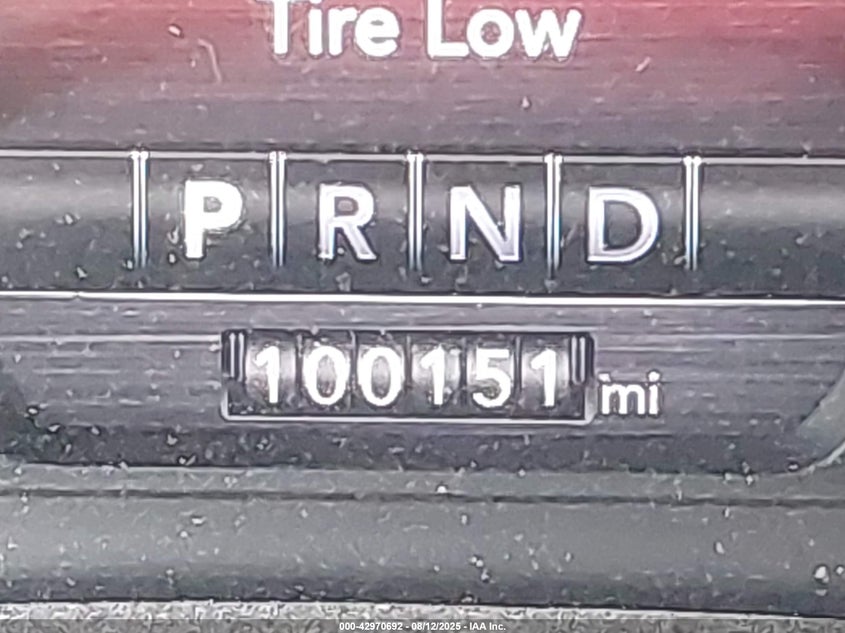 Tire Low
P R N D
100151 mi
000-42970692 - 08/12/2025 - IAA Inc.